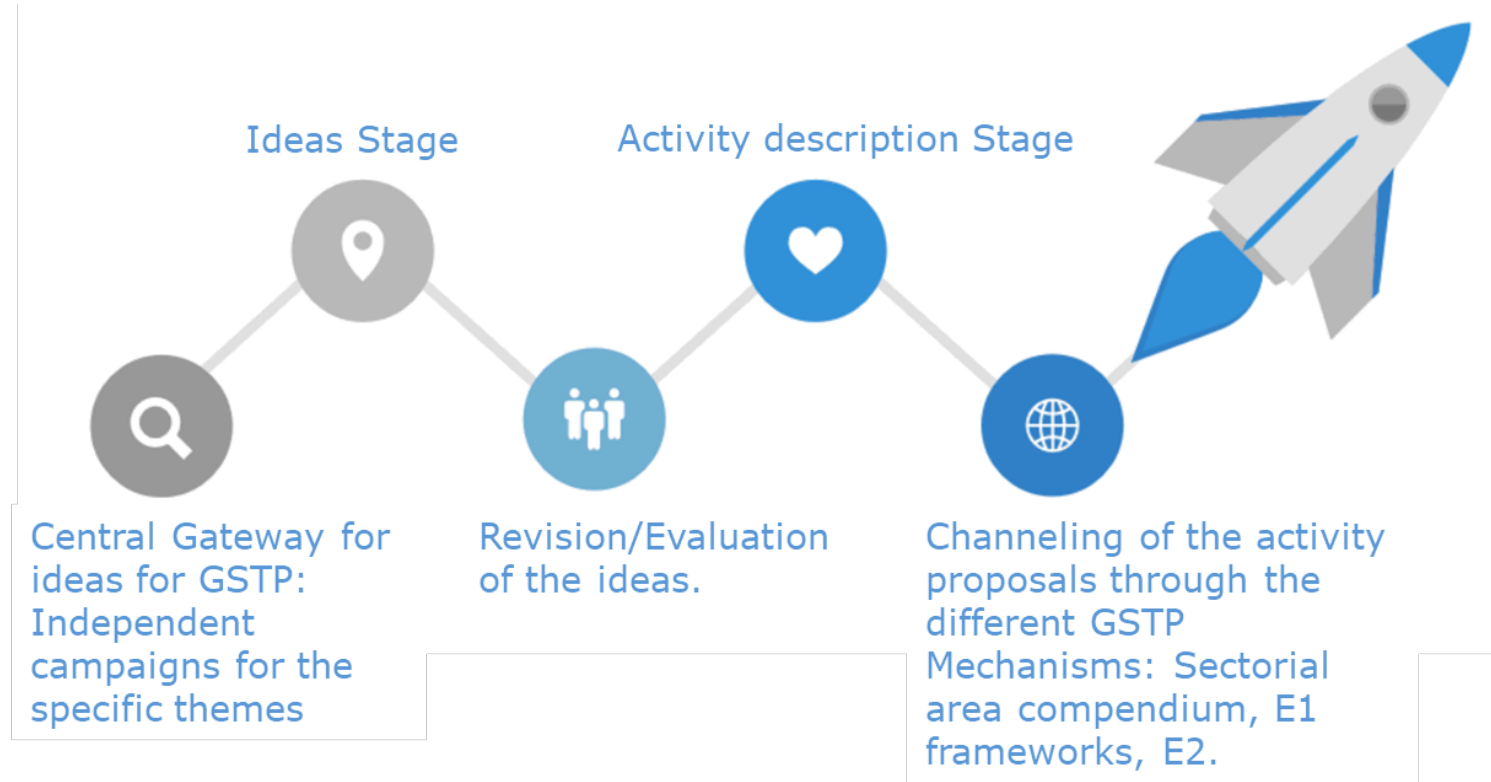 Ideas Stage
Activity description Stage
Central Gateway for
ideas for GSTP:
Independent
campaigns for the
specific themes
Revision/Evaluation
of the ideas.
Channeling of the activity
proposals through the
different GSTP
Mechanisms: Sectorial
area compendium, E1
frameworks, E2.